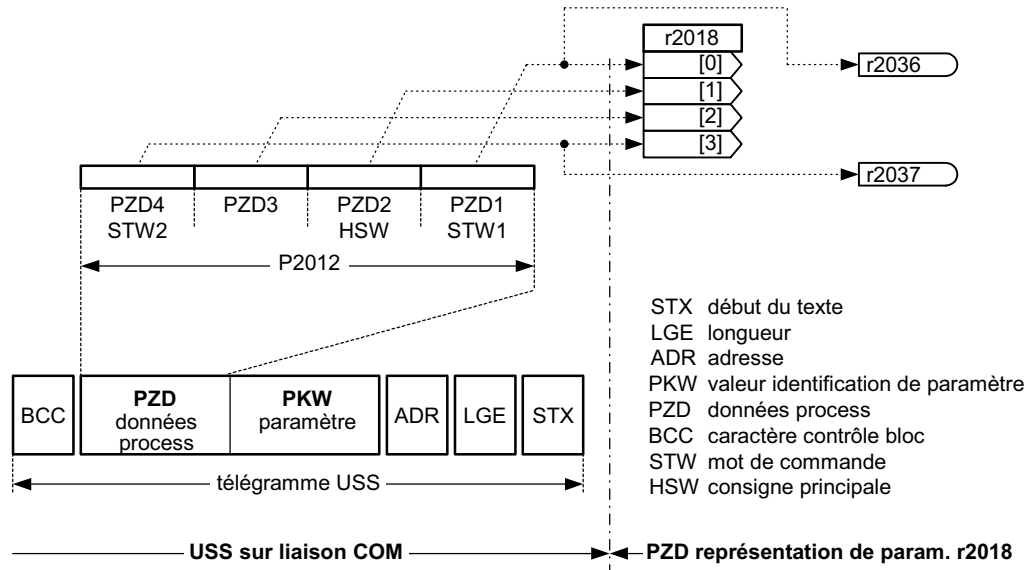 r2018
[0]
[1]
[2]
[3]
r2036
r2037
PZD4 PZD3 PZD2 PZD1
STW2 HSW STW1
P2012
STX début du texte
LGE longueur
ADR adresse
PKW valeur identification de paramètre
PZD données process
BCC caractère contrôle bloc
STW mot de commande
HSW consigne principale
BCC
PZD
données
process
PKW
paramètre
ADR
LGE
STX
télégramme USS
USS sur liaison COM
PZD représentation de param. r2018